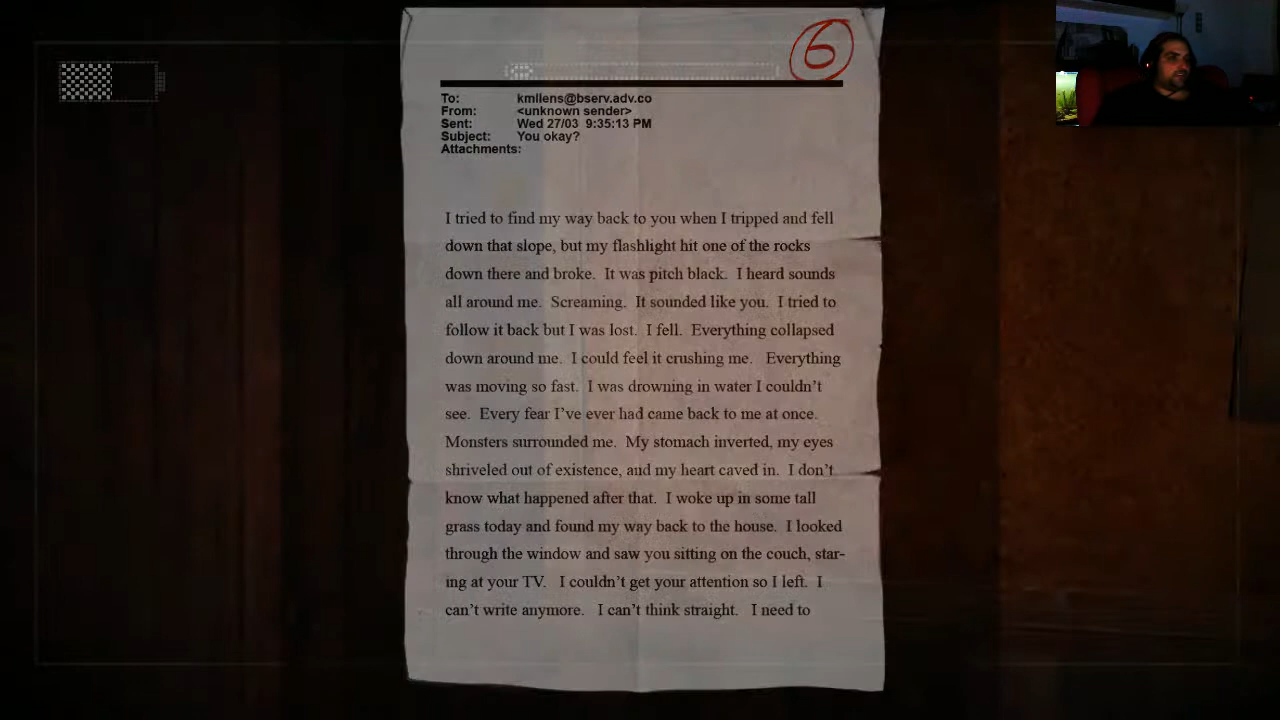 6
To: kmllens@bserv.adv.co
From: <unknown sender>
Sent: Wed 27/03 9:35:13 PM
Subject: You okay?
Attachments:
I tried to find my way back to you when I tripped and fell
down that slope, but my flashlight hit one of the rocks
down there and broke. It was pitch black. I heard sounds
all around me. Screaming. It sounded like you. I tried to
follow it back but I was lost. I fell. Everything collapsed
down around me. I could feel it crushing me. Everything
was moving so fast. I was drowning in water I couldn't
see. Every fear I've ever had came back to me at once.
Monsters surrounded me. My stomach inverted, my eyes
shriveled out of existence, and my heart caved in. I don't
know what happened after that. I woke up in some tall
grass today and found my way back to the house. I looked
through the window and saw you sitting on the couch, star-
ing at your TV. I couldn't get your attention so I left. I
can't write anymore. I can't think straight. I need to